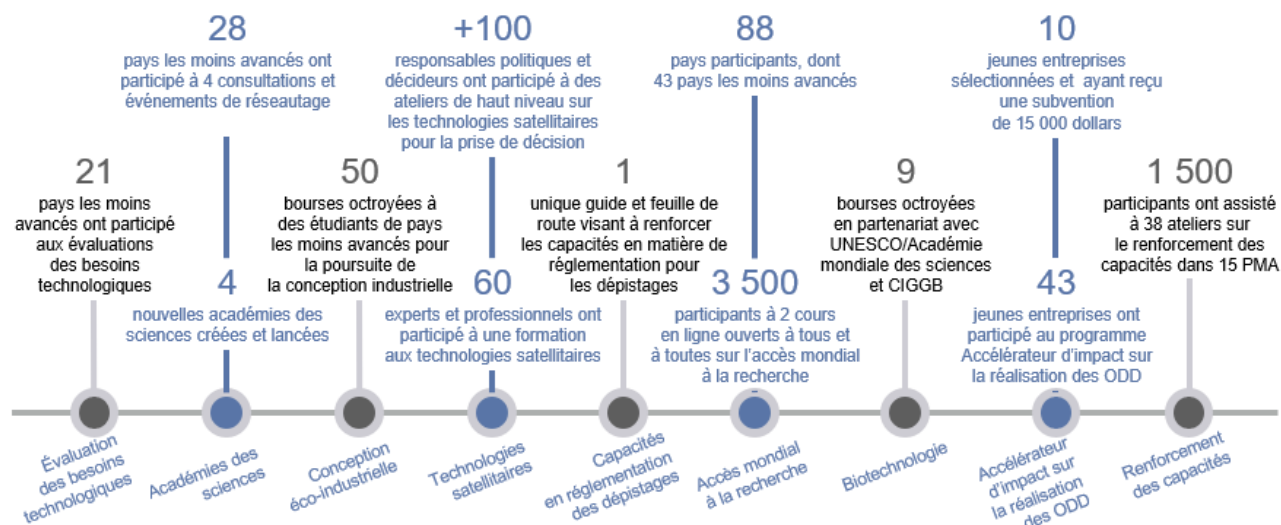 28
pays les moins avancés ont
participé à 4 consultations et
événements de réseautage
+100
responsables politiques et
décideurs ont participé à des
ateliers de haut niveau sur
les technologies satellitaires
pour la prise de décision
88
pays participants, dont
43 pays les moins avancés
10
jeunes entreprises
sélectionnées et ayant reçu
une subvention
de 15 000 dollars
21
pays les moins
avancés ont participé
aux évaluations
des besoins
technologiques
50
bourses octroyées à
des étudiants de pays
les moins avancés pour
la poursuite de
la conception industrielle
1
unique guide et feuille de
route visant à renforcer
les capacités en matière de
réglementation pour
les dépistages
9
bourses octroyées
en partenariat avec
UNESCO/Académie
mondiale des sciences
et CIGGB
1 500
participants ont assisté
à 38 ateliers sur
le renforcement des
capacités dans 15 PMA
4
nouvelles académies des
sciences créées et lancées
60
experts et professionnels ont
participé à une formation
aux technologies satellitaires
3 500
participants à 2 cours
en ligne ouverts à tous et
à toutes sur l'accès mondial
à la recherche
43
jeunes entreprises ont
participé au programme
Accélérateur d'impact sur
la réalisation des ODD
Évaluation
des besoins
technologiques
Académies des
sciences
Conception
éco-industrielle
Technologies
satellitaires
Capacités
en réglementation
des dépistages
Accès mondial
à la recherche
Biotechnologie
Accélérateur
d'impact sur
la réalisation
des ODD
Renforcement
des capacités